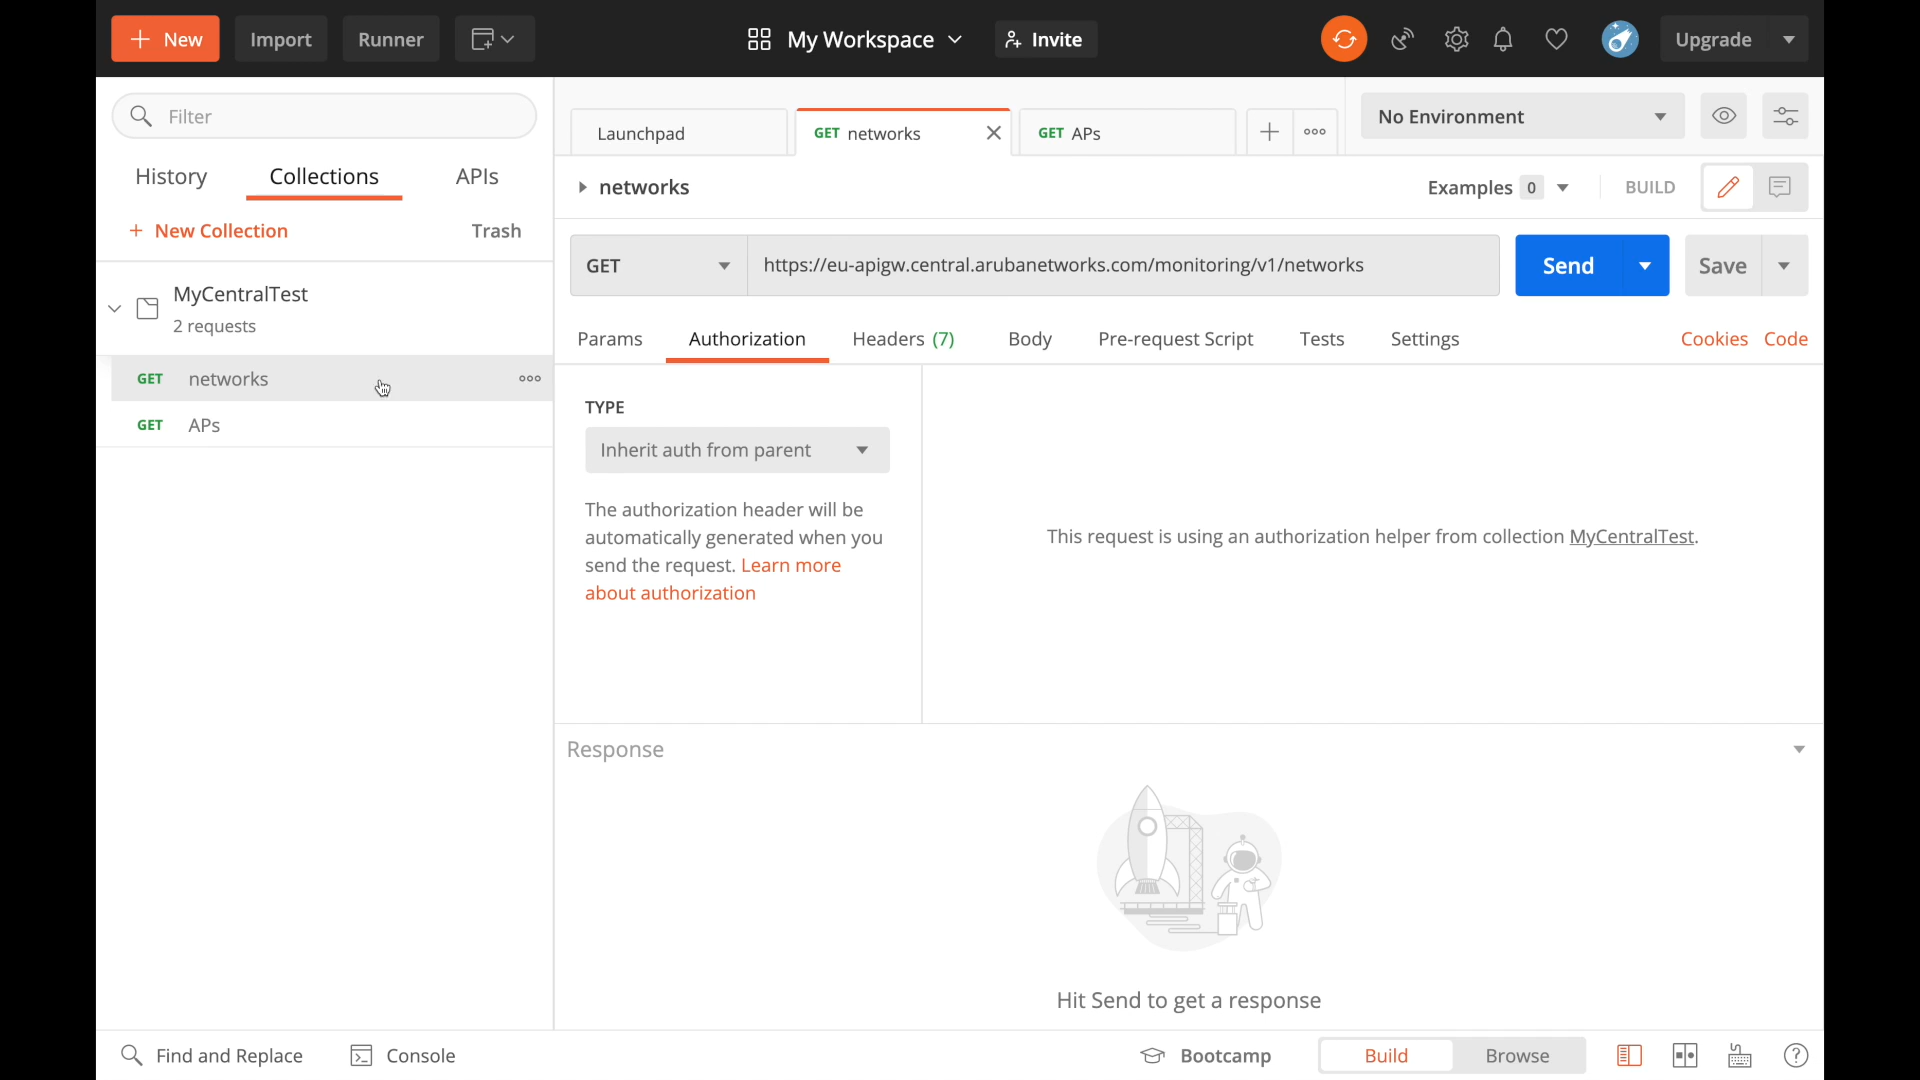 New
Import
Runner
My Workspace
Invite
Upgrade
Filter
History
Collections
APIs
+ New Collection
Trash
MyCentralTest
2 requests
GET networks
GET APs
Launchpad
GET networks
GET APs
No Environment
networks
Examples 0
BUILD
GET
https://eu-apigw.central.arubanetworks.com/monitoring/v1/networks
Send
Save
Params
Authorization
Headers (7)
Body
Pre-request Script
Tests
Settings
Cookies
Code
TYPE
Inherit auth from parent
The authorization header will be
automatically generated when you
send the request. Learn more
about authorization
This request is using an authorization helper from collection MyCentralTest.
Response
Hit Send to get a response
Find and Replace
Console
Bootcamp
Build
Browse